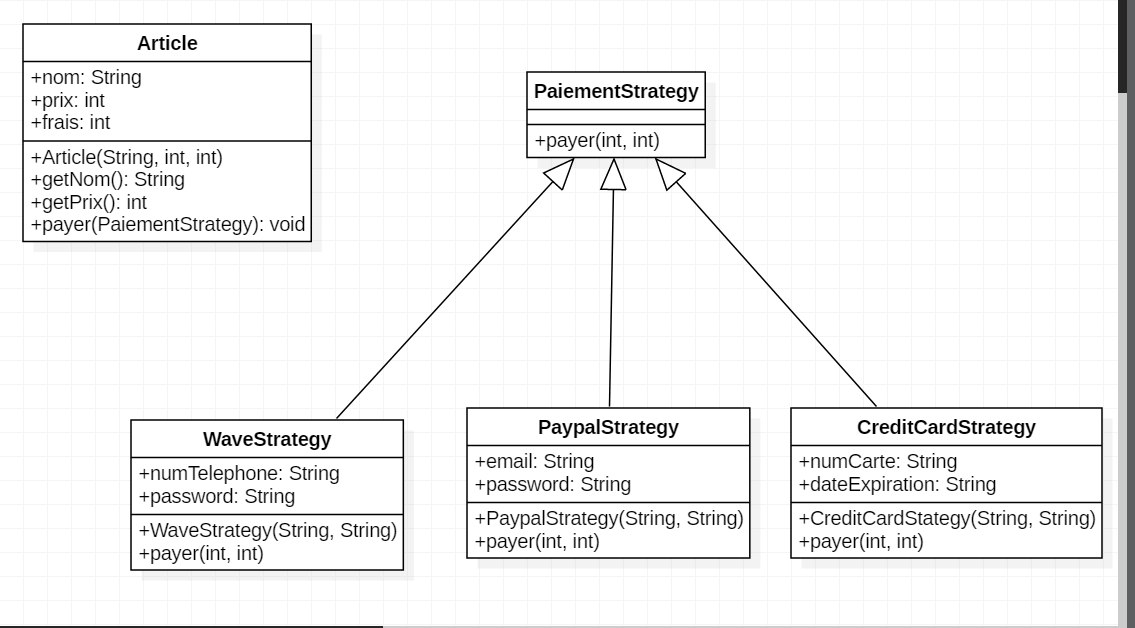 Article
+nom: String
+prix: int
+frais: int
+Article(String, int, int)
+getNom(): String
+getPrix(): int
+payer(PaiementStrategy): void
PaiementStrategy
+payer(int, int)
WaveStrategy
+numTelephone: String
+password: String
+WaveStrategy(String, String)
+payer(int, int)
PaypalStrategy
+email: String
+password: String
+PaypalStrategy(String, String)
+payer(int, int)
CreditCardStrategy
+numCarte: String
+dateExpiration: String
+CreditCardStategy(String, String)
+payer(int, int)